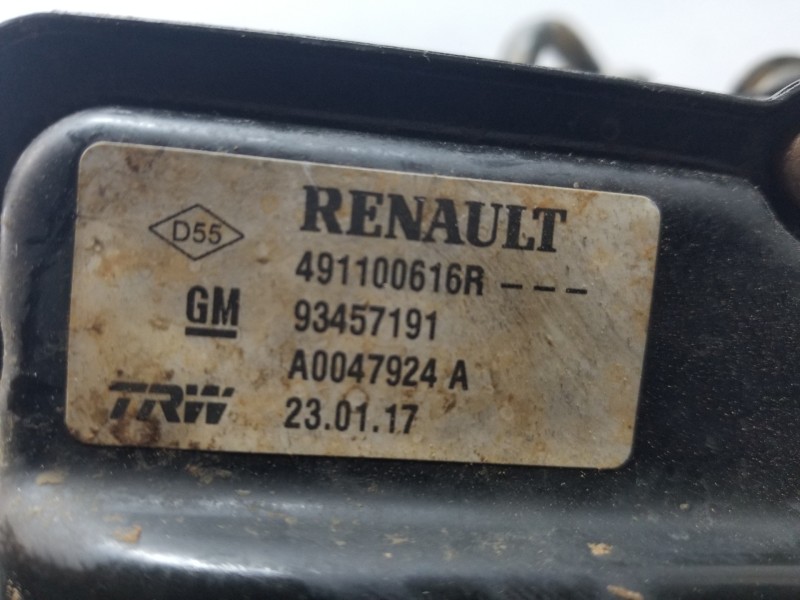 D55 RENAULT
491100616R ---
GM 93457191
A0047924 A
TRW 23.01.17